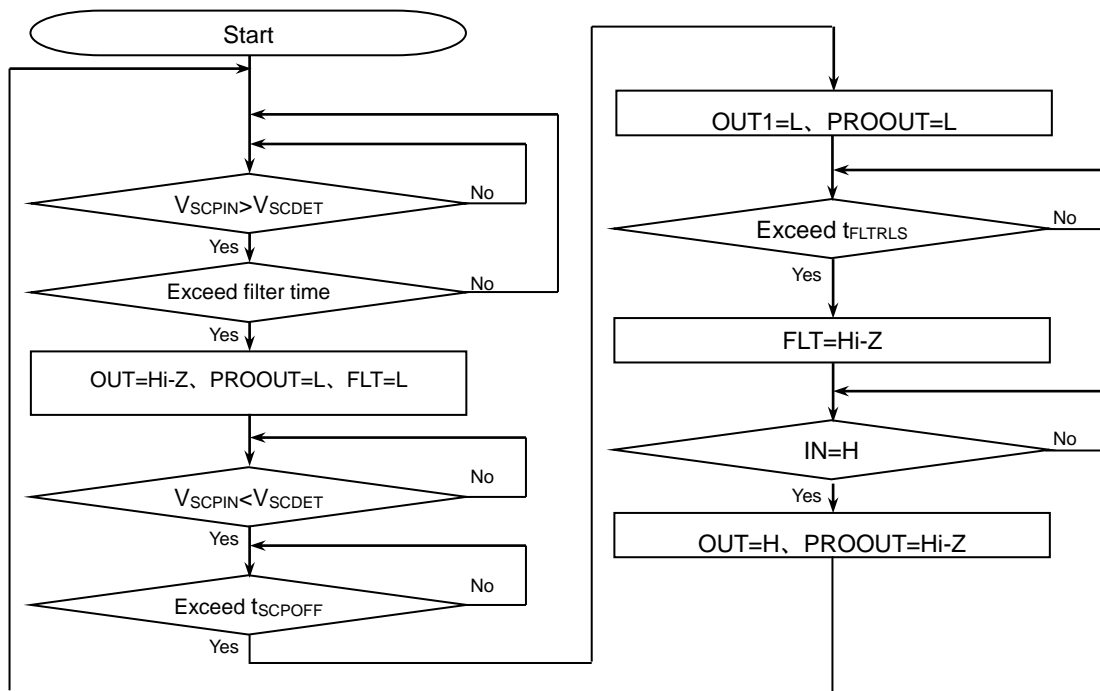 Start
VSCPIN>VSCDET
No
Yes
Exceed filter time
No
Yes
OUT=Hi-Z、PROOUT=L、FLT=L
VSCPIN<VSCDET
No
Yes
Exceed tSCPOFF
No
Yes
OUT1=L、PROOUT=L
Exceed tFLTRLS
No
Yes
FLT=Hi-Z
IN=H
No
Yes
OUT=H、PROOUT=Hi-Z